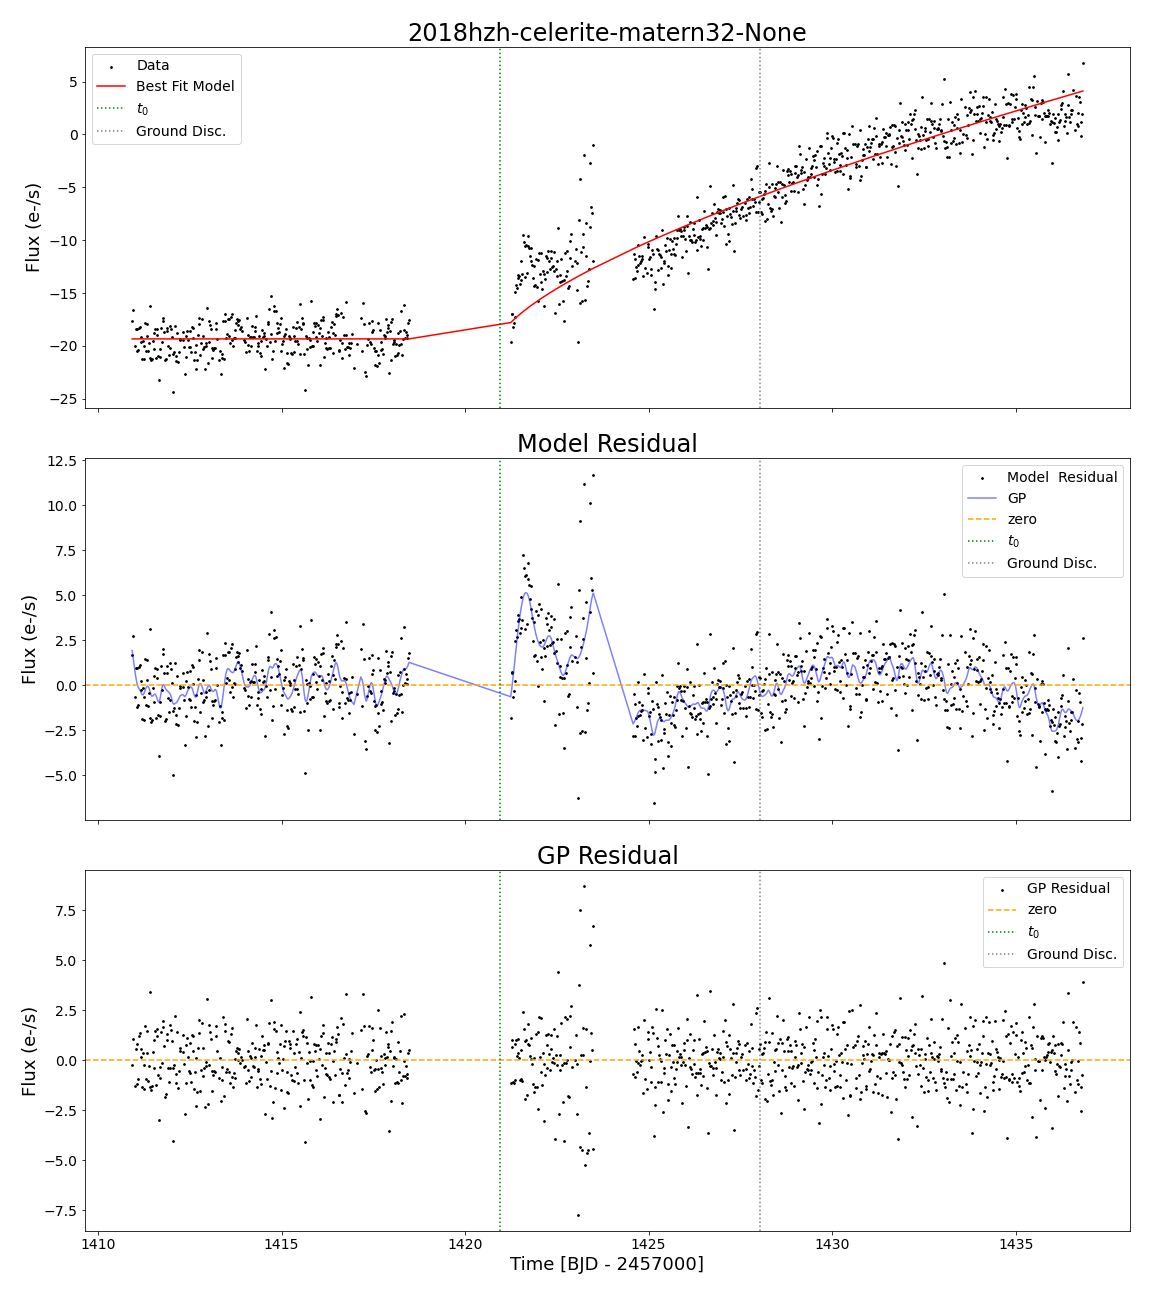 2018hzh-celerite-matern32-None
Data
Best Fit Model
t0
Ground Disc.
5
0
−5
−10
−15
−20
−25
Flux (e-/s)
Model Residual
Model  Residual
GP
zero
t0
Ground Disc.
12.5
10.0
7.5
5.0
2.5
0.0
−2.5
−5.0
Flux (e-/s)
GP Residual
GP Residual
zero
t0
Ground Disc.
7.5
5.0
2.5
0.0
−2.5
−5.0
−7.5
Flux (e-/s)
1410 1415 1420 1425 1430 1435
Time [BJD - 2457000]